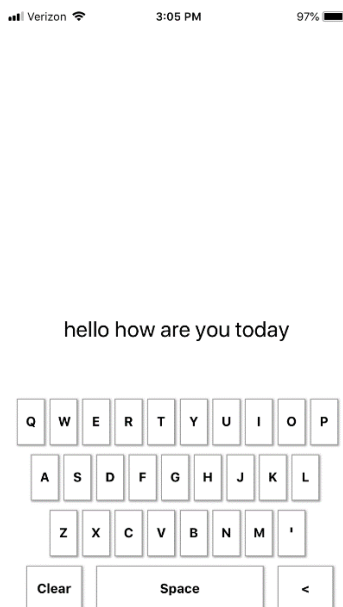 Verizon 3:05 PM 97%
hello how are you today
Q W E R T Y U I O P
A S D F G H J K L
Z X C V B N M '
Clear Space <